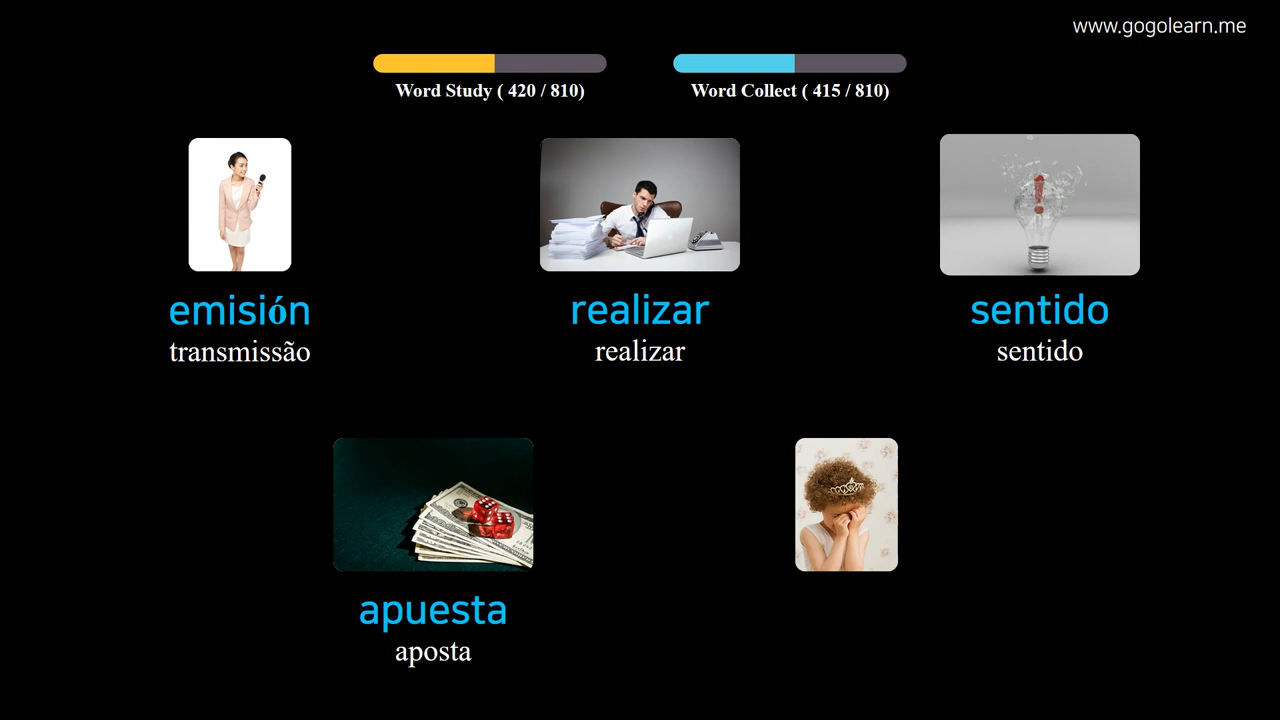 www.gogolearn.me
Word Study ( 420 / 810)
Word Collect ( 415 / 810)
emisión
transmissão
realizar
realizar
sentido
sentido
apuesta
aposta